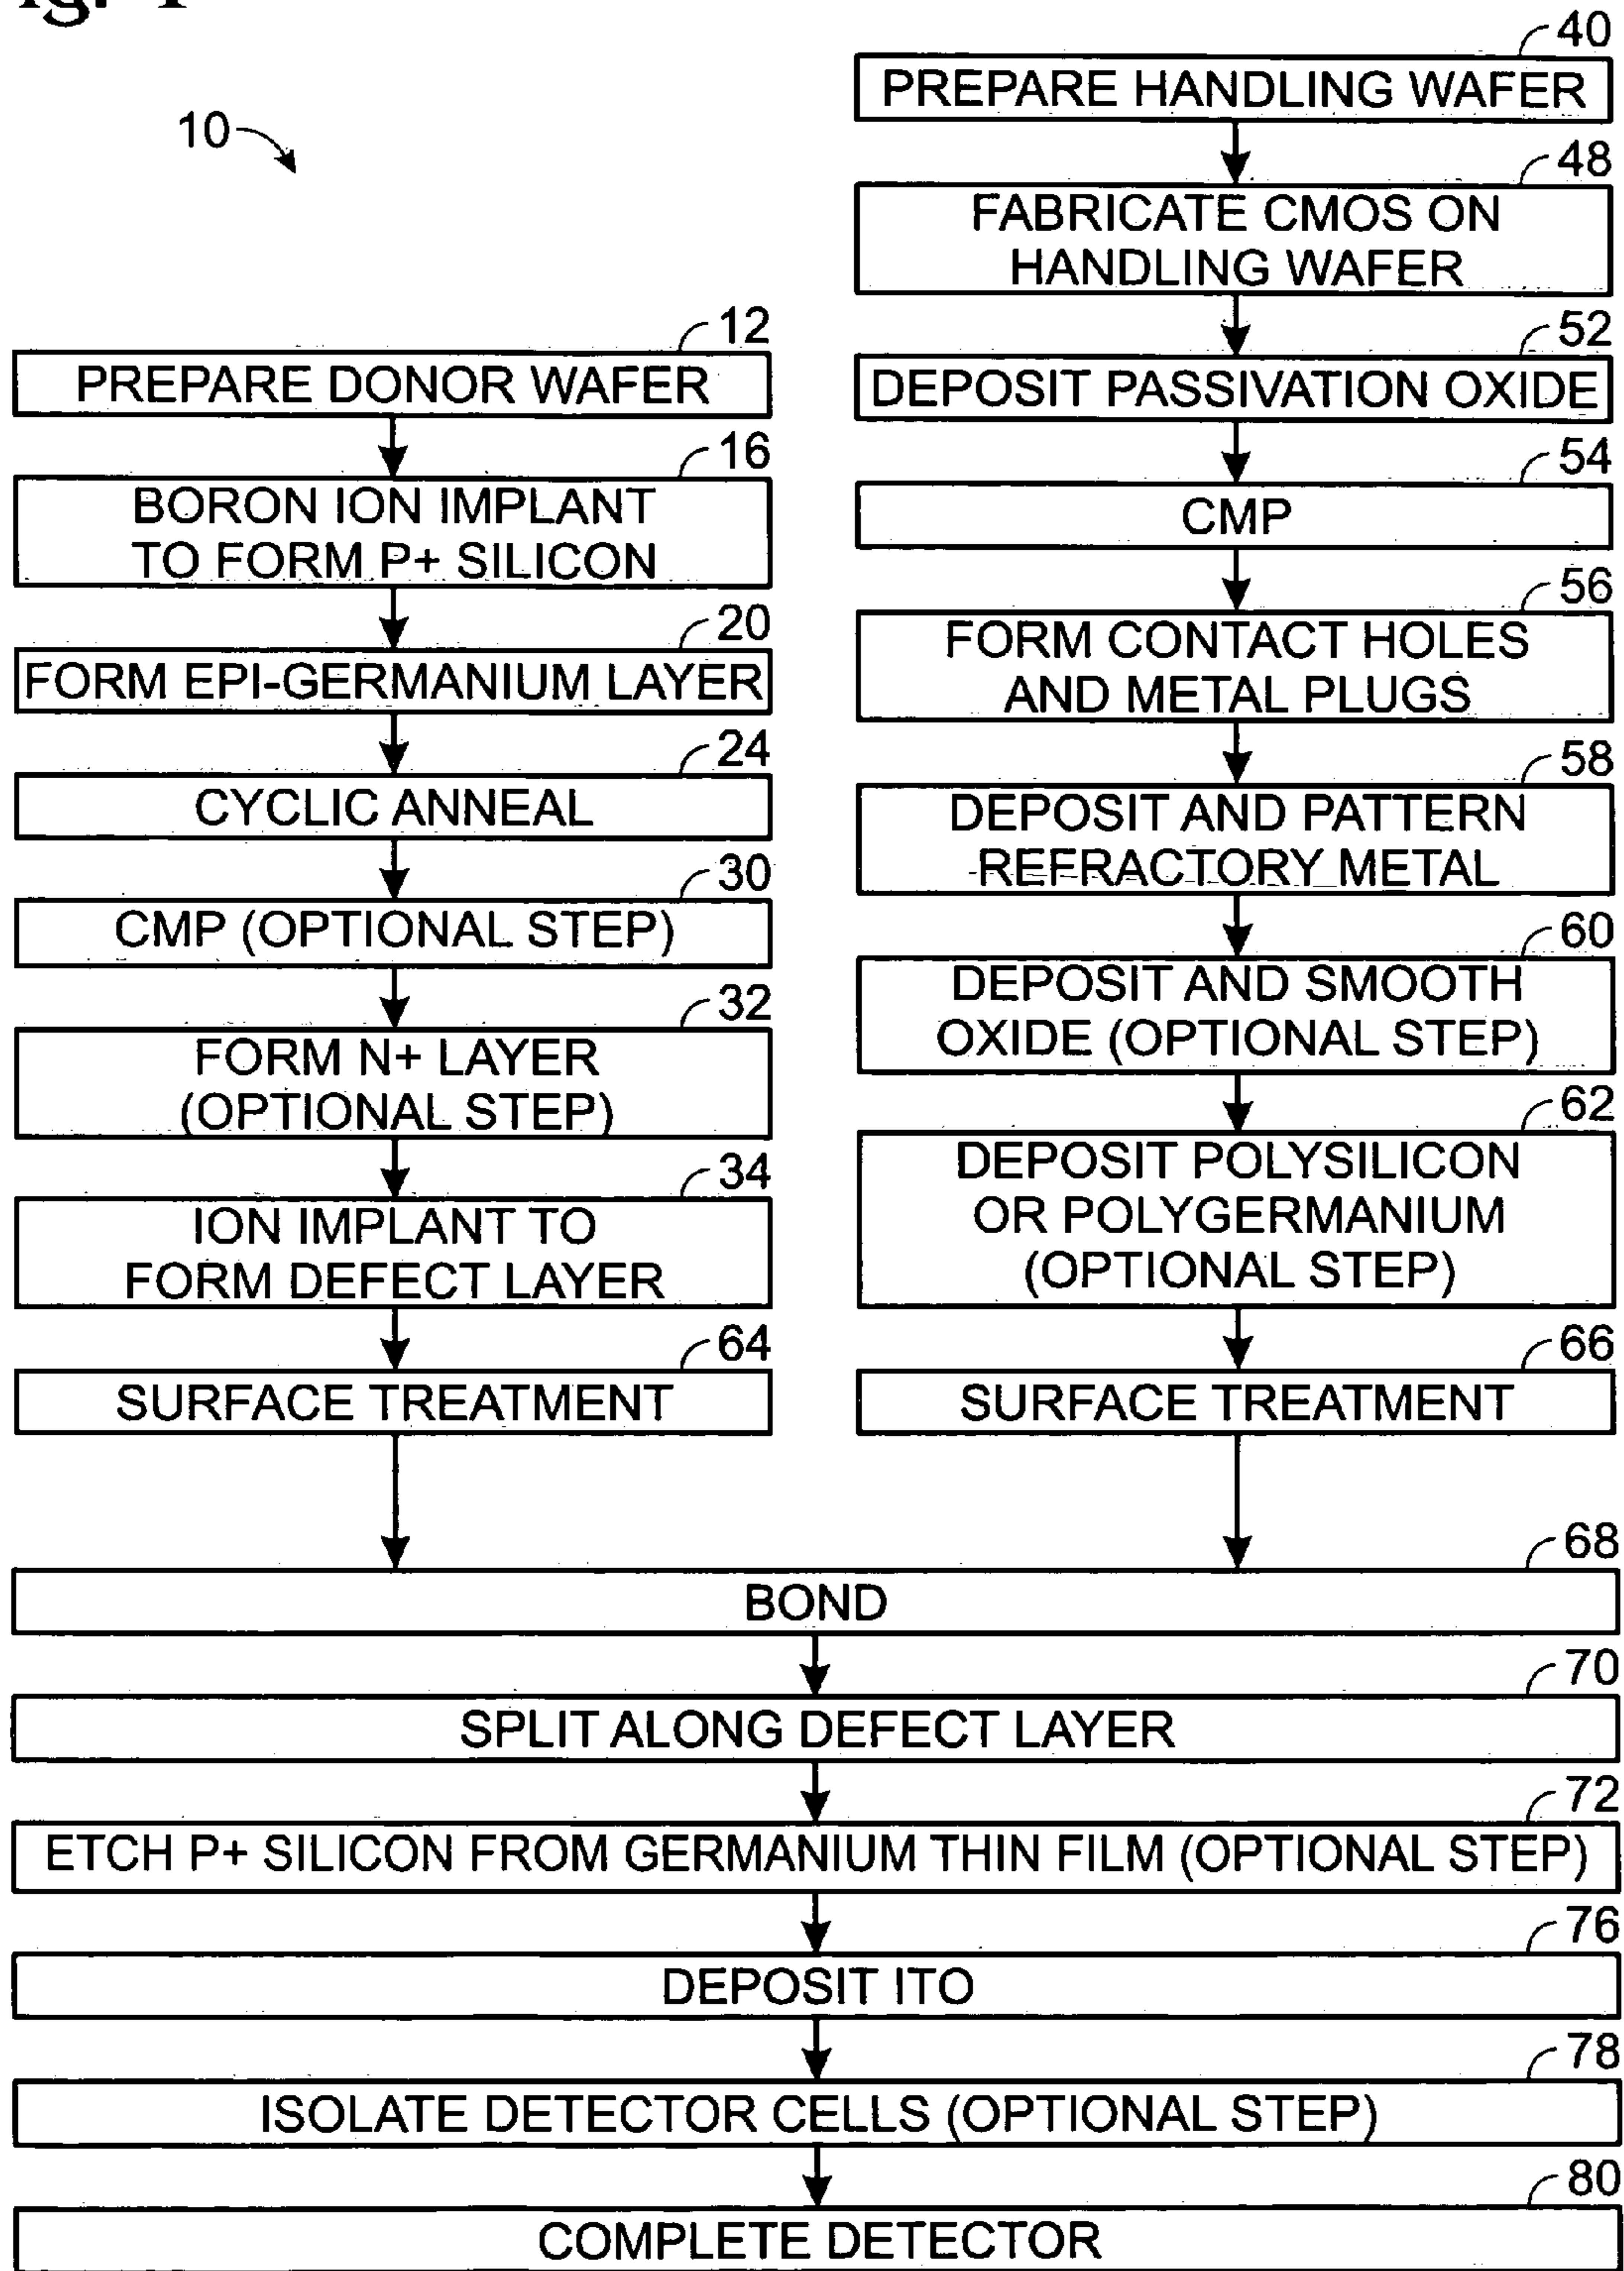 10
12
PREPARE DONOR WAFER
16
BORON ION IMPLANT
TO FORM P+ SILICON
20
FORM EPI-GERMANIUM LAYER
24
CYCLIC ANNEAL
30
CMP (OPTIONAL STEP)
32
FORM N+ LAYER
(OPTIONAL STEP)
34
ION IMPLANT TO
FORM DEFECT LAYER
64
SURFACE TREATMENT
40
PREPARE HANDLING WAFER
48
FABRICATE CMOS ON
HANDLING WAFER
52
DEPOSIT PASSIVATION OXIDE
54
CMP
56
FORM CONTACT HOLES
AND METAL PLUGS
58
DEPOSIT AND PATTERN
REFRACTORY METAL
60
DEPOSIT AND SMOOTH
OXIDE (OPTIONAL STEP)
62
DEPOSIT POLYSILICON
OR POLYGERMANIUM
(OPTIONAL STEP)
66
SURFACE TREATMENT
68
BOND
70
SPLIT ALONG DEFECT LAYER
72
ETCH P+ SILICON FROM GERMANIUM THIN FILM (OPTIONAL STEP)
76
DEPOSIT ITO
78
ISOLATE DETECTOR CELLS (OPTIONAL STEP)
80
COMPLETE DETECTOR